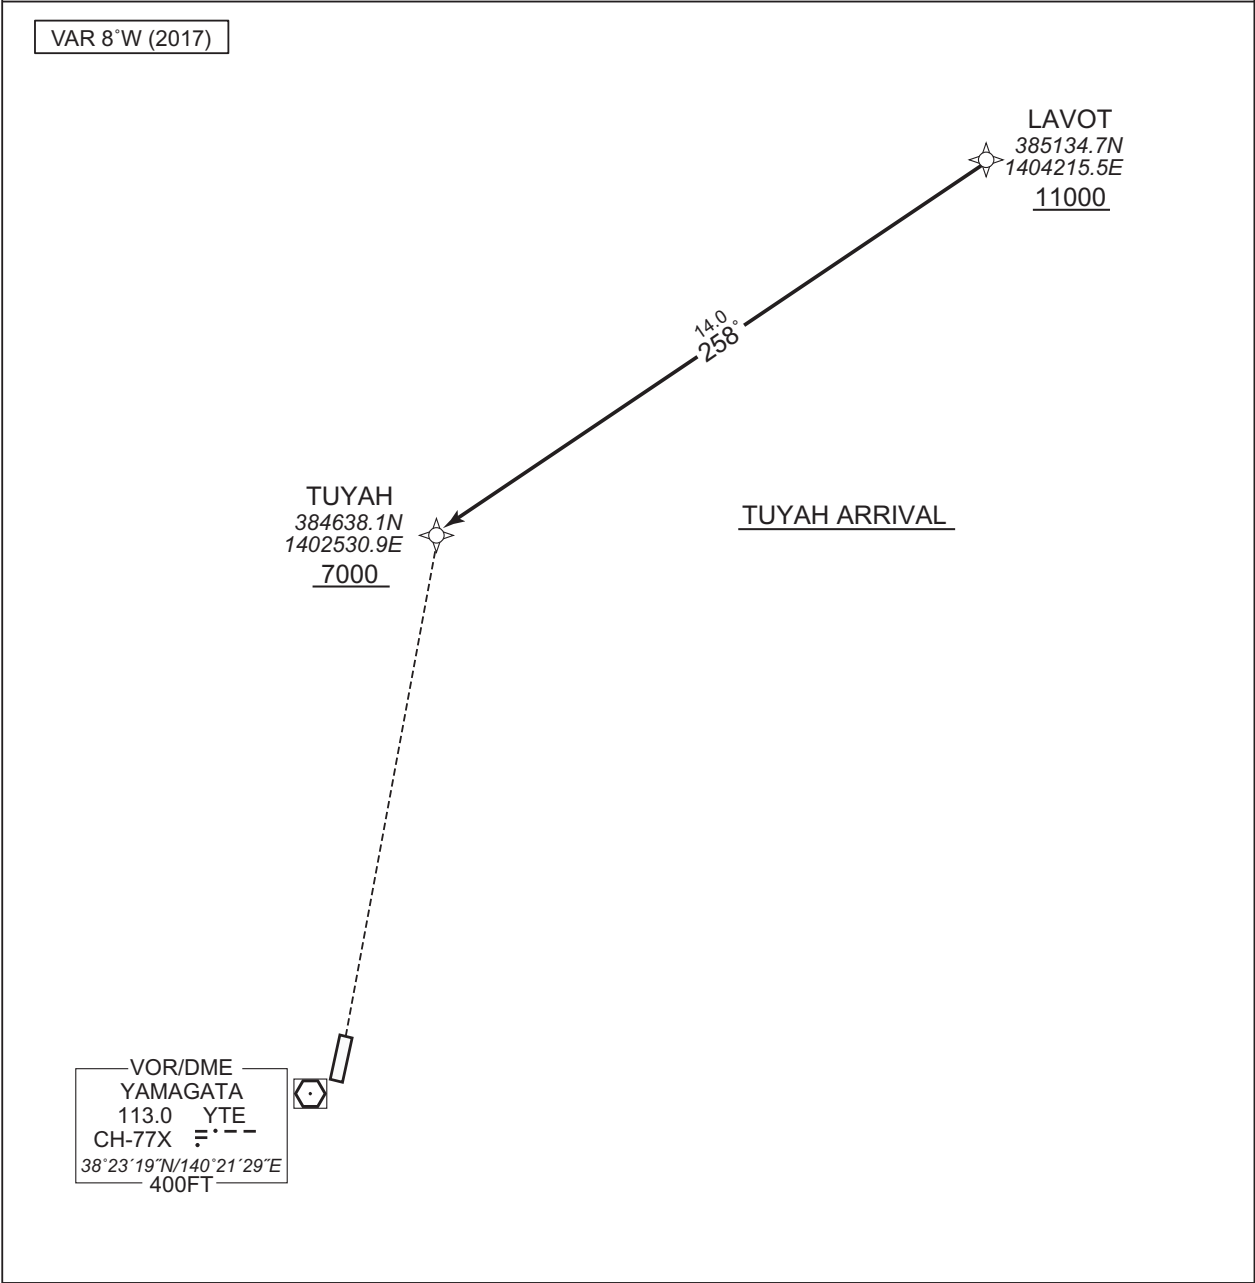 VAR 8°W (2017)
LAVOT
385134.7N
1404215.5E
11000
14.0
258°
TUYAH
384638.1N
1402530.9E
7000
TUYAH ARRIVAL
VOR/DME
YAMAGATA
113.0 YTE
CH-77X
38°23´19˝N/140°21´29˝E
400FT